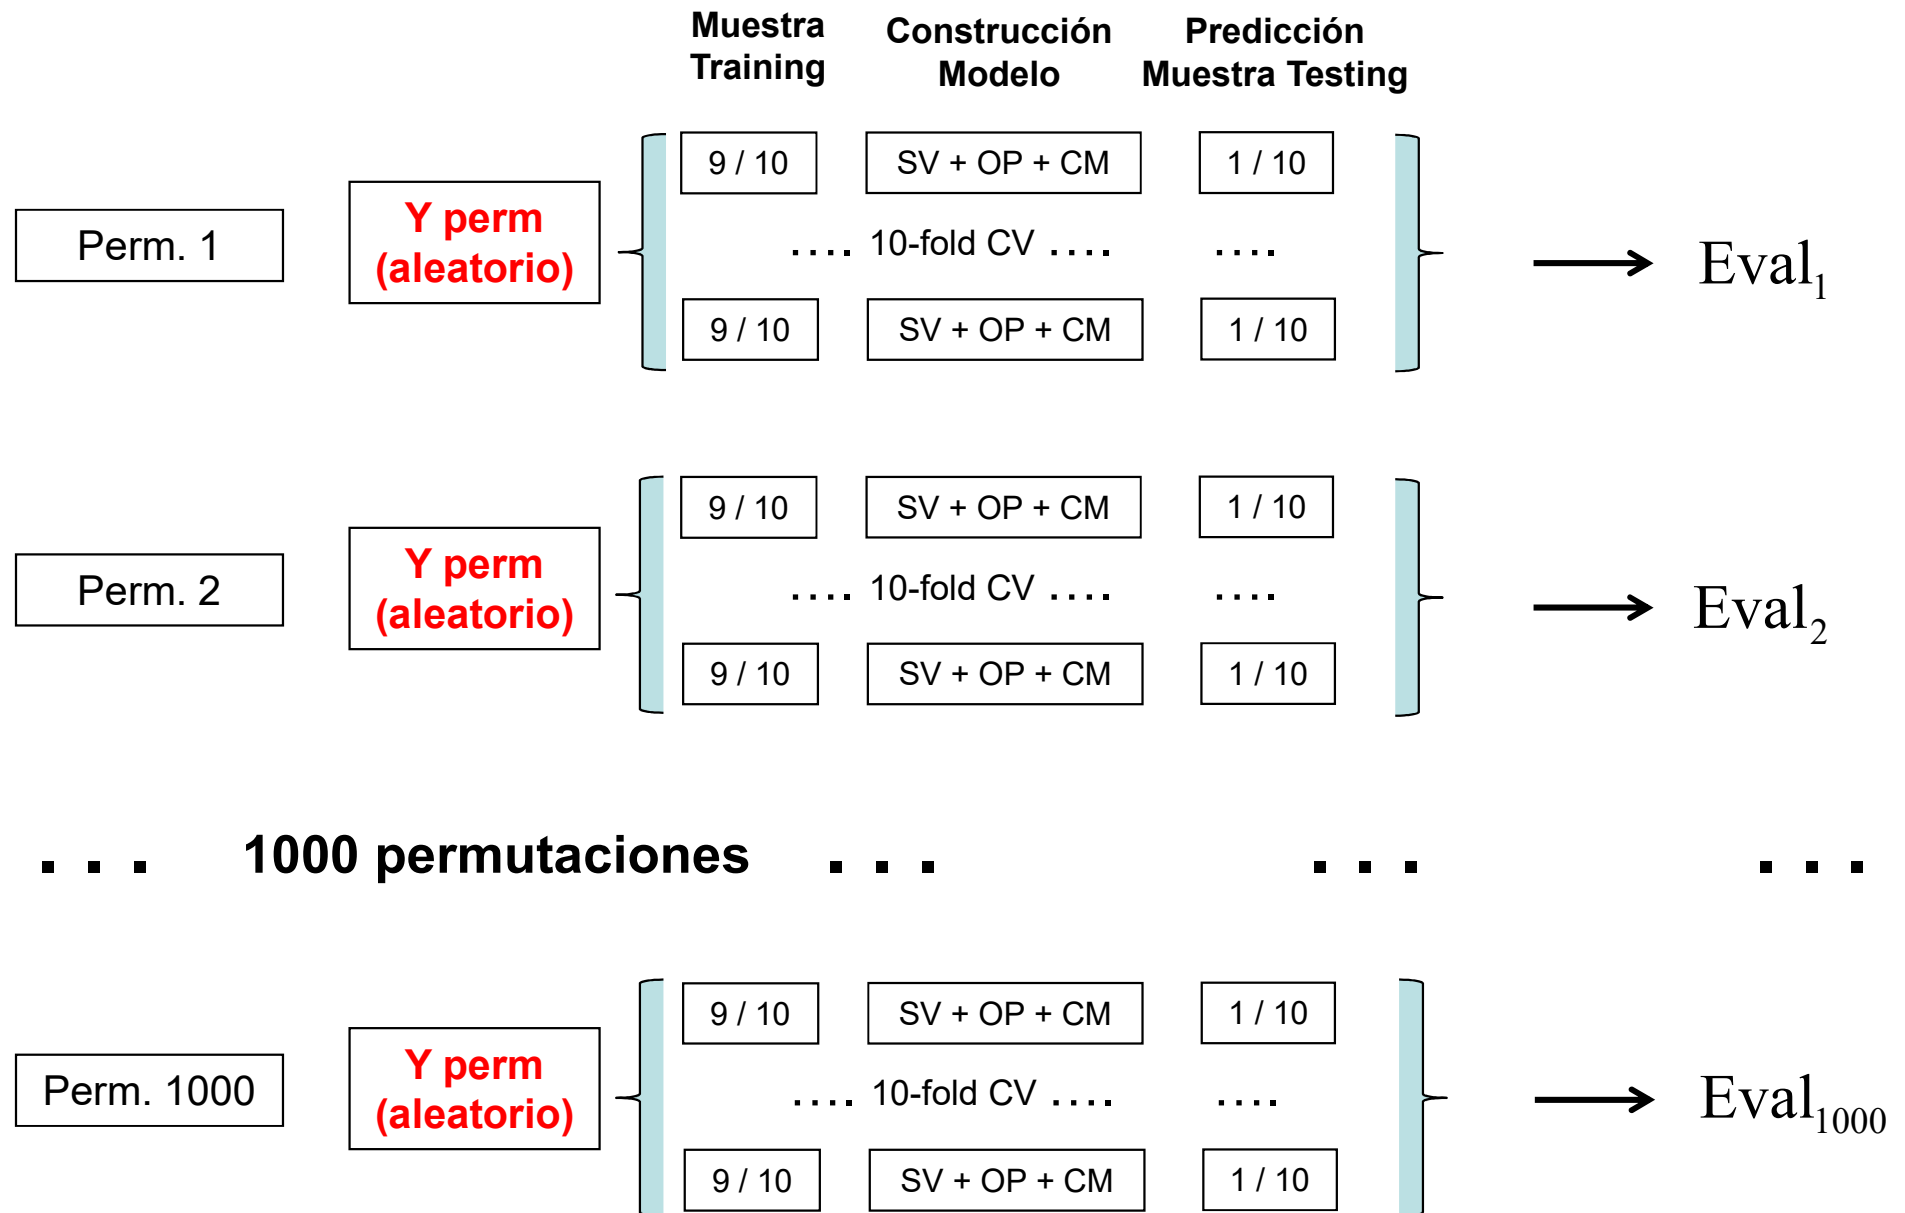 Muestra
Training
Construcción
Modelo
Predicción
Muestra Testing
Perm. 1
Y perm
(aleatorio)
9 / 10
SV + OP + CM
1 / 10
.... 10-fold CV .... ....
9 / 10
SV + OP + CM
1 / 10
Eval1
Perm. 2
Y perm
(aleatorio)
9 / 10
SV + OP + CM
1 / 10
.... 10-fold CV .... ....
9 / 10
SV + OP + CM
1 / 10
Eval2
. . . 1000 permutaciones . . . . . . . . .
Perm. 1000
Y perm
(aleatorio)
9 / 10
SV + OP + CM
1 / 10
.... 10-fold CV .... ....
9 / 10
SV + OP + CM
1 / 10
Eval1000